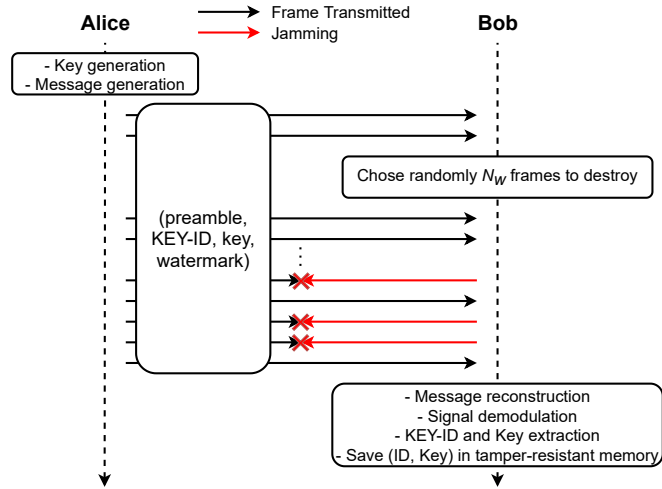 Frame Transmitted
Alice
Bob
Jamming
- Key generation
- Message generation
Chose randomly N_W frames to destroy
(preamble,
KEY-ID, key,
watermark)
- Message reconstruction
- Signal demodulation
- KEY-ID and Key extraction
- Save (ID, Key) in tamper-resistant memory